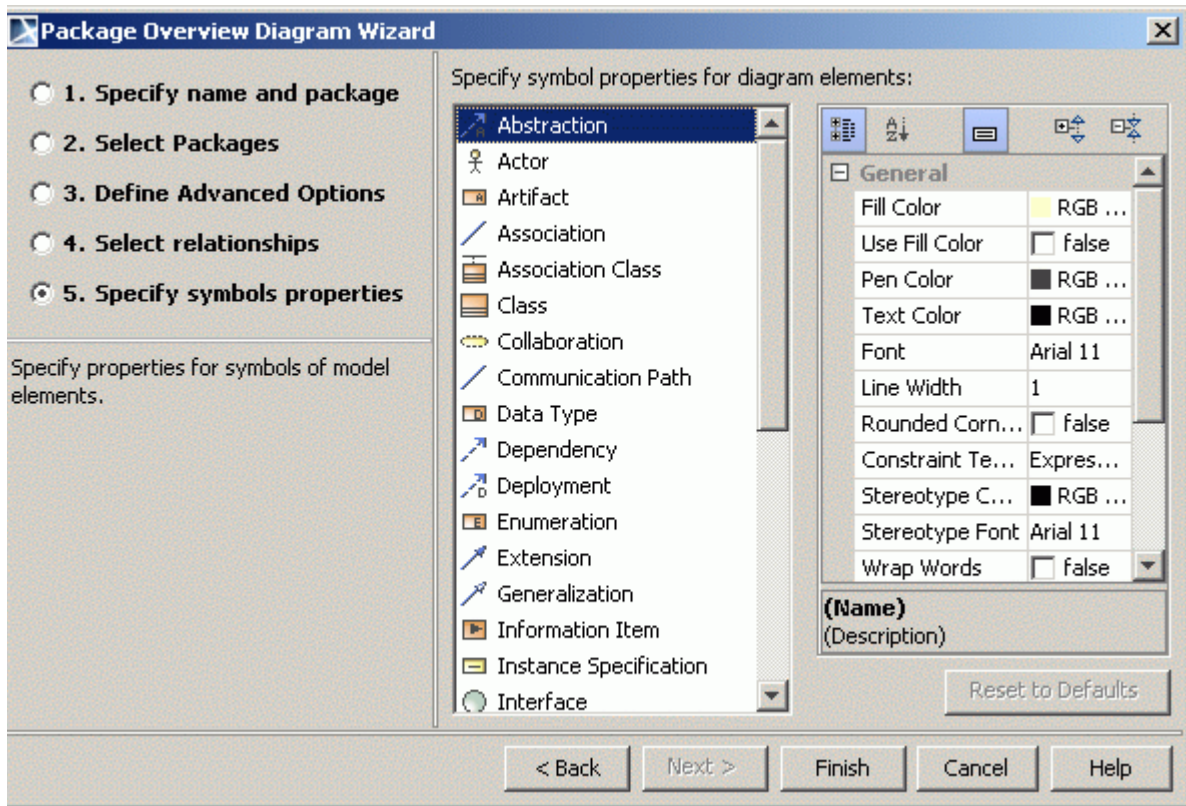 Package Overview Diagram Wizard
1. Specify name and package
2. Select Packages
3. Define Advanced Options
4. Select relationships
5. Specify symbols properties
Specify properties for symbols of model
elements.
Specify symbol properties for diagram elements:
Abstraction
Actor
Artifact
Association
Association Class
Class
Collaboration
Communication Path
Data Type
Dependency
Deployment
Enumeration
Extension
Generalization
Information Item
Instance Specification
Interface
General
Fill Color RGB ...
Use Fill Color false
Pen Color RGB ...
Text Color RGB ...
Font Arial 11
Line Width 1
Rounded Corn... false
Constraint Te... Expres...
Stereotype C... RGB ...
Stereotype Font Arial 11
Wrap Words false
(Name)
(Description)
Reset to Defaults
< Back Next > Finish Cancel Help